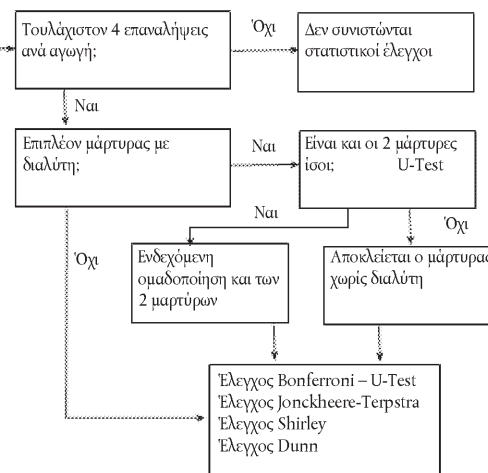 Τουλάχιστον 4 επαναλήψεις
ανά αγωγή;
Όχι
Δεν συνιστώνται
στατιστικοί έλεγχοι
Ναι
Επιπλέον μάρτυρας με
διαλύτη;
Ναι
Είναι και οι 2 μάρτυρες
ίσοι; U-Test
Ναι
Όχι
Όχι
Ενδεχόμενη
ομαδοποίηση και των
2 μαρτύρων
Αποκλείεται ο μάρτυρας
χωρίς διαλύτη
Έλεγχος Bonferroni – U-Test
Έλεγχος Jonckheere-Terpstra
Έλεγχος Shirley
Έλεγχος Dunn